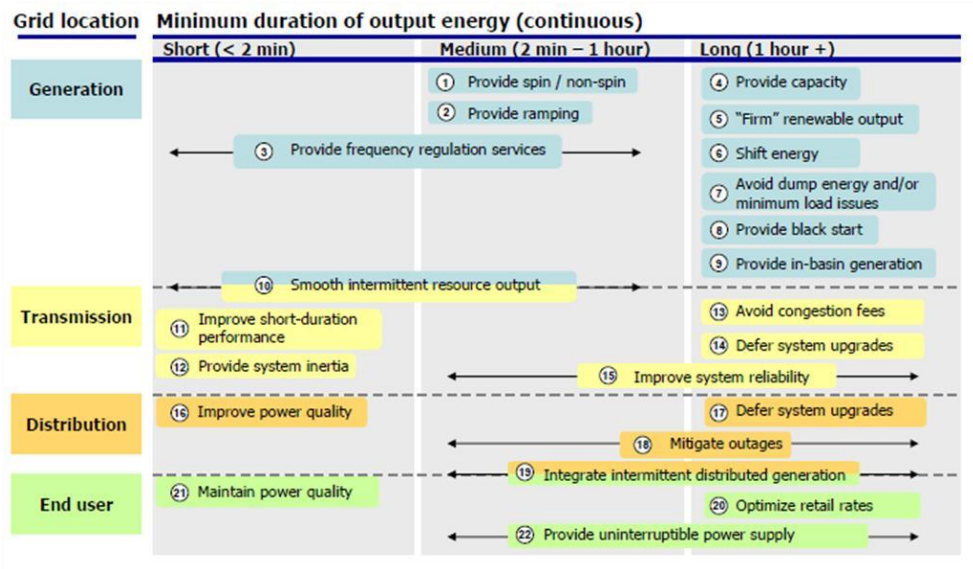 Grid location
Minimum duration of output energy (continuous)
Short (< 2 min)
Medium (2 min – 1 hour)
Long (1 hour +)
Generation
1 Provide spin / non-spin
2 Provide ramping
3 Provide frequency regulation services
4 Provide capacity
5 “Firm” renewable output
6 Shift energy
7 Avoid dump energy and/or
minimum load issues
8 Provide black start
9 Provide in-basin generation
10 Smooth intermittent resource output
Transmission
11 Improve short-duration
performance
12 Provide system inertia
13 Avoid congestion fees
14 Defer system upgrades
15 Improve system reliability
Distribution
16 Improve power quality
17 Defer system upgrades
18 Mitigate outages
19 Integrate intermittent distributed generation
End user
21 Maintain power quality
20 Optimize retail rates
22 Provide uninterruptible power supply